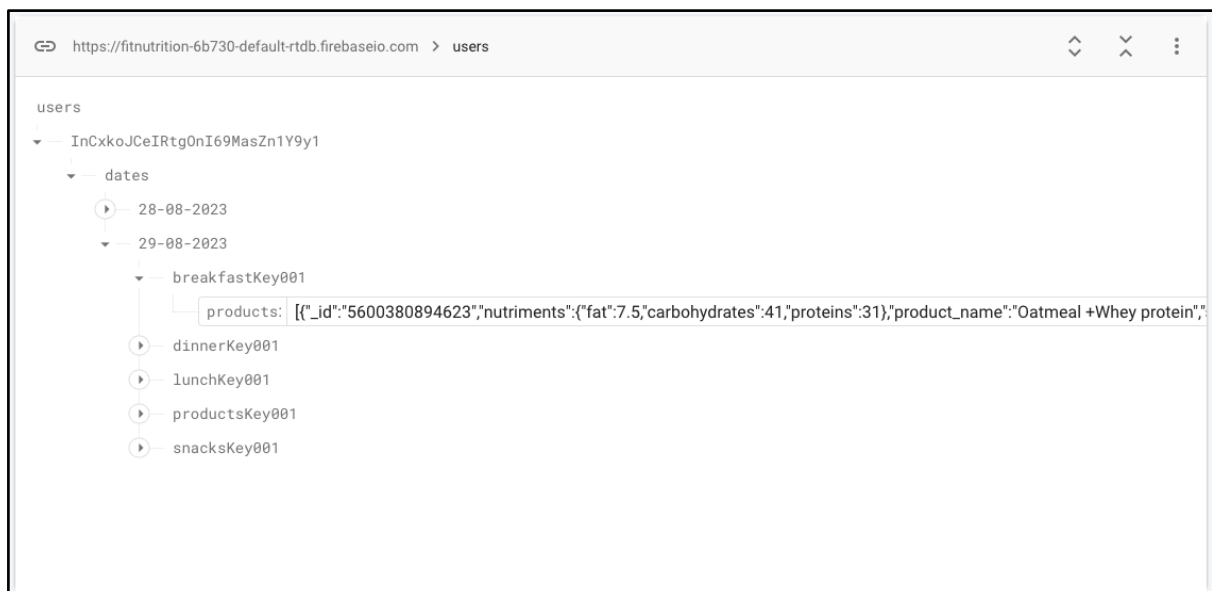 https://fitnutrition-6b730-default-rtdb.firebaseio.com > users
users
InCxkoJCeIRtgOnI69MasZn1Y9y1
dates
28-08-2023
29-08-2023
breakfastKey001
products: [{"_id":"5600380894623","nutriments":{"fat":7.5,"carbohydrates":41,"proteins":31},"product_name":"Oatmeal +Whey protein","
dinnerKey001
lunchKey001
productsKey001
snacksKey001